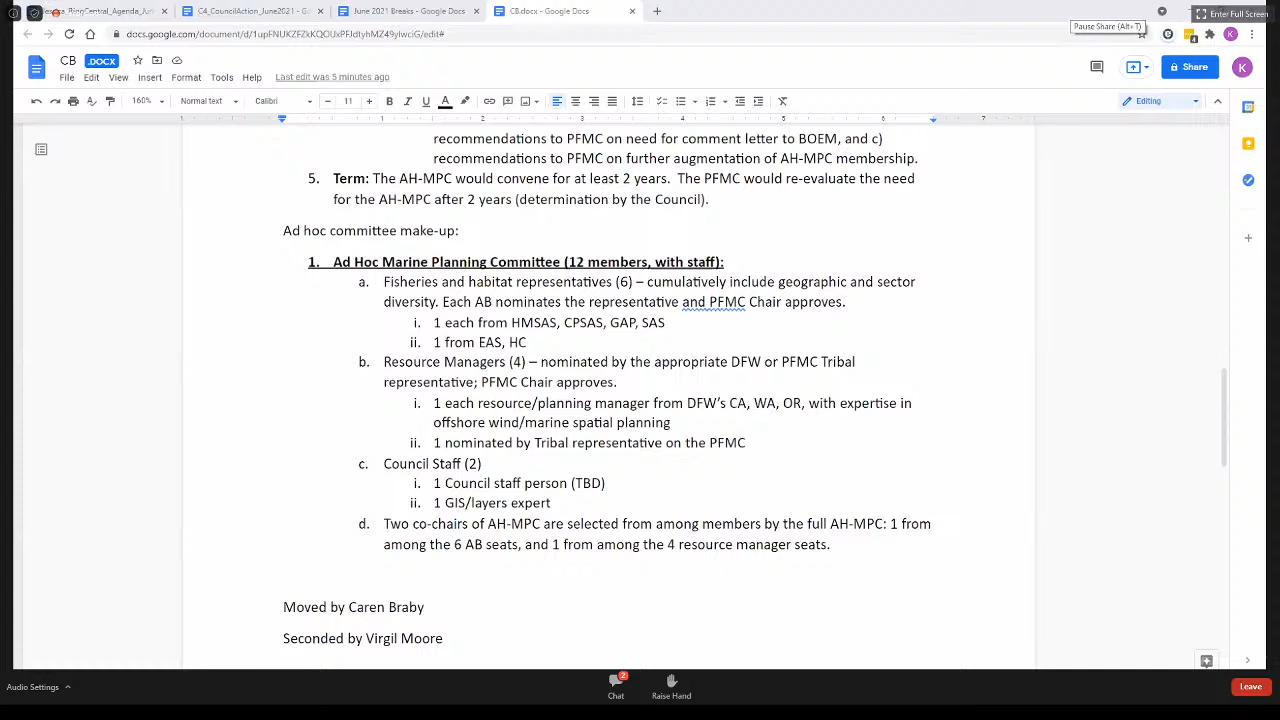 RingCentral_Agenda_Jun
C4_CouncilAction_June2021 - G
June 2021 Breaks - Google Docs
CB.docx - Google Docs
Enter Full Screen
Pause Share (Alt+T)
CB .DOCX
File Edit View Insert Format Tools Help Last edit was 5 minutes ago
Share
K
160% Normal text Calibri 11 B I U A
Editing
1 2 3 4 5 6 7
recommendations to PFMC on need for comment letter to BOEM, and c)
recommendations to PFMC on further augmentation of AH-MPC membership.
5. Term: The AH-MPC would convene for at least 2 years. The PFMC would re-evaluate the need
for the AH-MPC after 2 years (determination by the Council).
Ad hoc committee make-up:
1. Ad Hoc Marine Planning Committee (12 members, with staff):
a. Fisheries and habitat representatives (6) – cumulatively include geographic and sector
diversity. Each AB nominates the representative and PFMC Chair approves.
i. 1 each from HMSAS, CPSAS, GAP, SAS
ii. 1 from EAS, HC
b. Resource Managers (4) – nominated by the appropriate DFW or PFMC Tribal
representative; PFMC Chair approves.
i. 1 each resource/planning manager from DFW's CA, WA, OR, with expertise in
offshore wind/marine spatial planning
ii. 1 nominated by Tribal representative on the PFMC
c. Council Staff (2)
i. 1 Council staff person (TBD)
ii. 1 GIS/layers expert
d. Two co-chairs of AH-MPC are selected from among members by the full AH-MPC: 1 from
among the 6 AB seats, and 1 from among the 4 resource manager seats.
Moved by Caren Braby
Seconded by Virgil Moore
Audio Settings
2
Chat
Raise Hand
Leave